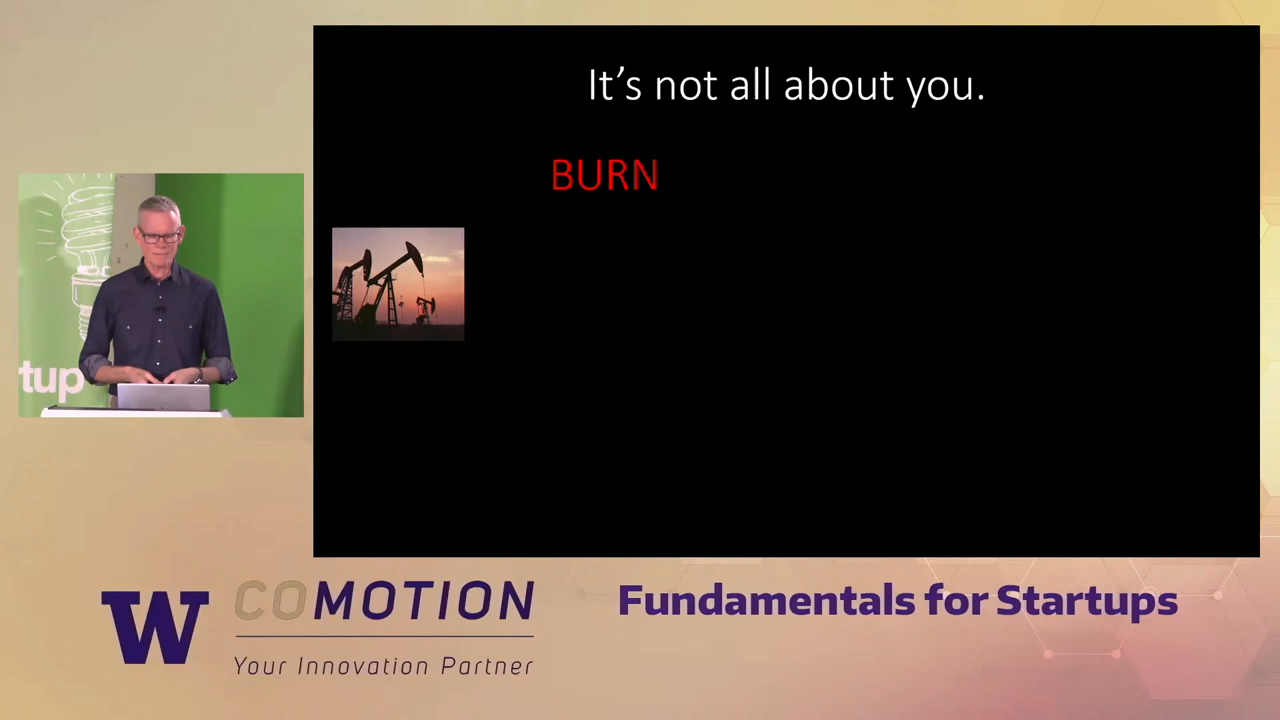 It's not all about you.
BURN
tup
W
COMOTION
Your Innovation Partner
Fundamentals for Startups